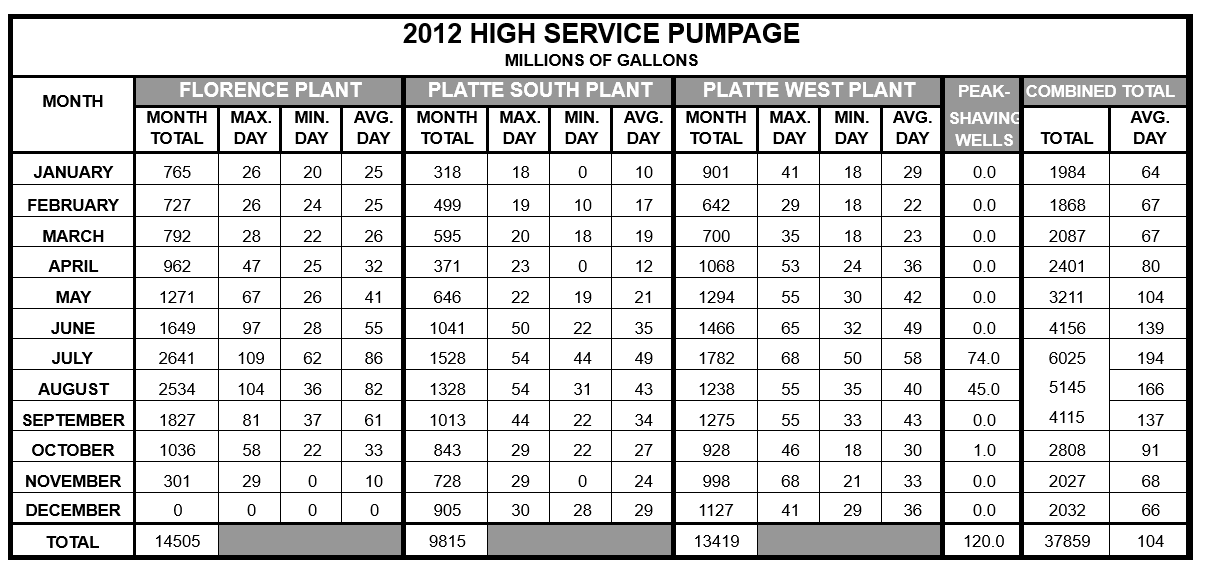 2012 HIGH SERVICE PUMPAGE
MILLIONS OF GALLONS
MONTH FLORENCE PLANT PLATTE SOUTH PLANT PLATTE WEST PLANT PEAK-SHAVING WELLS COMBINED TOTAL
MONTH TOTAL MAX. DAY MIN. DAY AVG. DAY MONTH TOTAL MAX. DAY MIN. DAY AVG. DAY MONTH TOTAL MAX. DAY MIN. DAY AVG. DAY TOTAL AVG. DAY
JANUARY 765 26 20 25 318 18 0 10 901 41 18 29 0.0 1984 64
FEBRUARY 727 26 24 25 499 19 10 17 642 29 18 22 0.0 1868 67
MARCH 792 28 22 26 595 20 18 19 700 35 18 23 0.0 2087 67
APRIL 962 47 25 32 371 23 0 12 1068 53 24 36 0.0 2401 80
MAY 1271 67 26 41 646 22 19 21 1294 55 30 42 0.0 3211 104
JUNE 1649 97 28 55 1041 50 22 35 1466 65 32 49 0.0 4156 139
JULY 2641 109 62 86 1528 54 44 49 1782 68 50 58 74.0 6025 194
AUGUST 2534 104 36 82 1328 54 31 43 1238 55 35 40 45.0 5145 166
SEPTEMBER 1827 81 37 61 1013 44 22 34 1275 55 33 43 0.0 4115 137
OCTOBER 1036 58 22 33 843 29 22 27 928 46 18 30 1.0 2808 91
NOVEMBER 301 29 0 10 728 29 0 24 998 68 21 33 0.0 2027 68
DECEMBER 0 0 0 0 905 30 28 29 1127 41 29 36 0.0 2032 66
TOTAL 14505 9815 13419 120.0 37859 104